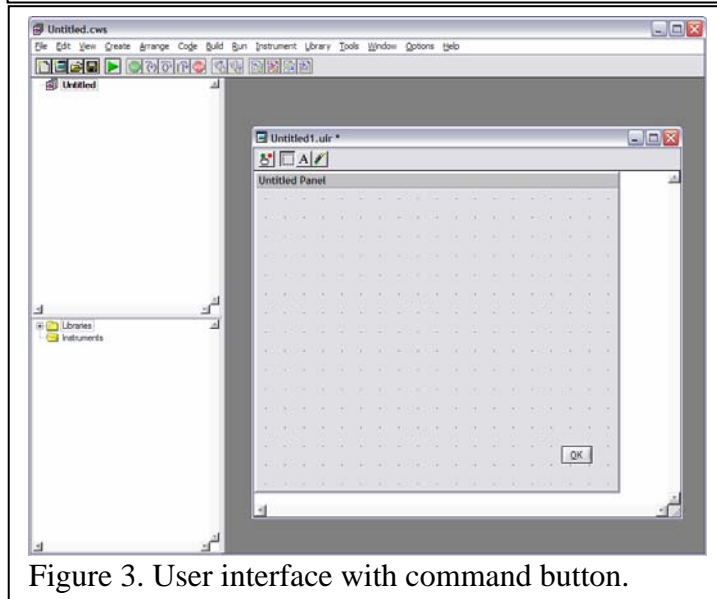 Untitled.cws
File Edit View Create Arrange Code Build Run Instrument Library Tools Window Options Help
Untitled
Untitled1.uir *
A
Untitled Panel
Libraries
Instruments
OK
Figure 3. User interface with command button.